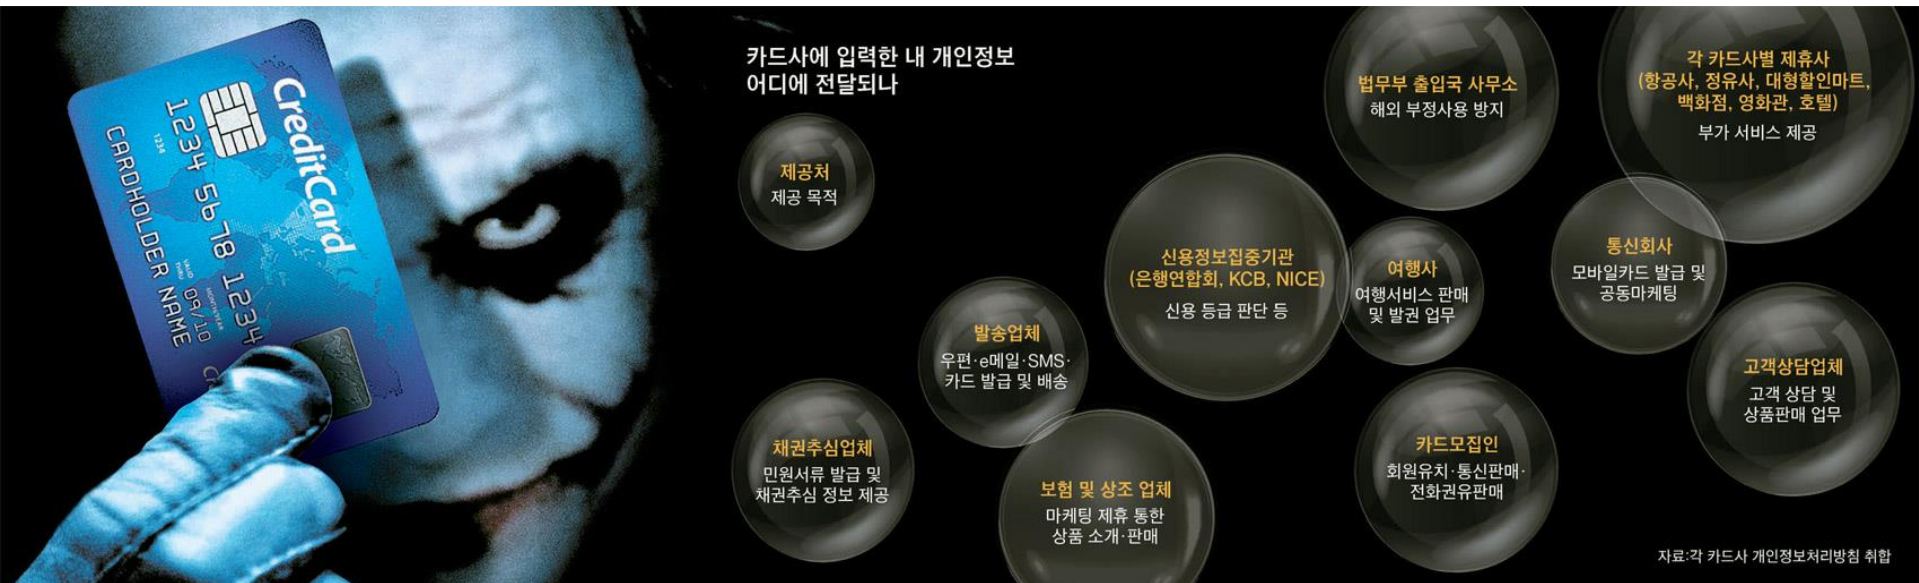 CreditCard
1234 5678 1234
1234
VALID
THRU
MONTH/YEAR
09/10
CARDHOLDER NAME
카드사에 입력한 내 개인정보
어디에 전달되나
제공처
제공 목적
채권추심업체
민원서류 발급 및
채권추심 정보 제공
발송업체
우편·e메일·SMS·
카드 발급 및 배송
보험 및 상조 업체
마케팅 제휴 통한
상품 소개·판매
신용정보집중기관
(은행연합회, KCB, NICE)
신용 등급 판단 등
법무부 출입국 사무소
해외 부정사용 방지
여행사
여행서비스 판매
및 발권 업무
카드모집인
회원유치·통신판매·
전화권유판매
각 카드사별 제휴사
(항공사, 정유사, 대형할인마트,
백화점, 영화관, 호텔)
부가 서비스 제공
통신회사
모바일카드 발급 및
공동마케팅
고객상담업체
고객 상담 및
상품판매 업무
자료:각 카드사 개인정보처리방침 취합